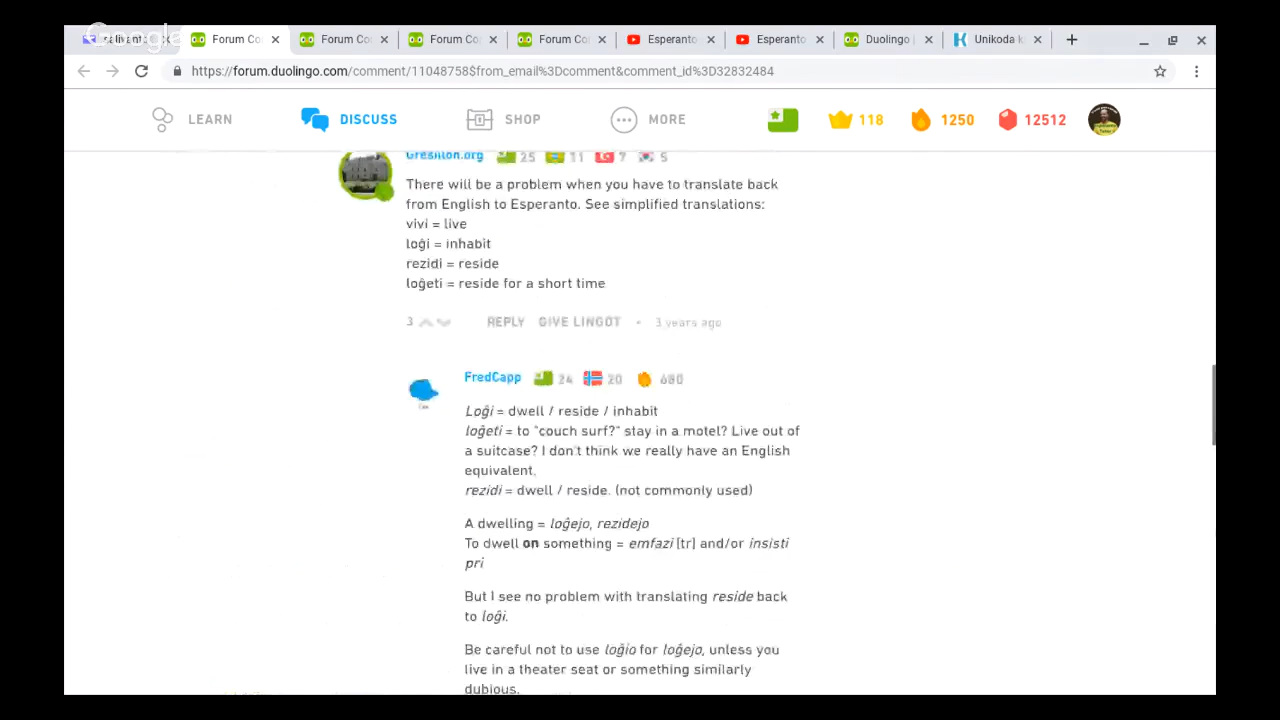 Forum Co
Forum Co
Forum Co
Forum Co
Esperanto
Esperanto
Duolingo
Unikoda k
https://forum.duolingo.com/comment/11048758$from_email%3Dcomment&comment_id%3D32832484
LEARN
DISCUSS
SHOP
MORE
118
1250
12512
Gresillon.org 25 11 7 5
There will be a problem when you have to translate back
from English to Esperanto. See simplified translations:
vivi = live
loĝi = inhabit
rezidi = reside
loĝeti = reside for a short time
3 REPLY GIVE LINGOT • 3 years ago
FredCapp 24 20 680
Loĝi = dwell / reside / inhabit
loĝeti = to "couch surf?" stay in a motel? Live out of
a suitcase? I don't think we really have an English
equivalent.
rezidi = dwell / reside. (not commonly used)
A dwelling = loĝejo, rezidejo
To dwell on something = emfazi [tr] and/or insisti
pri
But I see no problem with translating reside back
to loĝi.
Be careful not to use loĝio for loĝejo, unless you
live in a theater seat or something similarly
dubious.